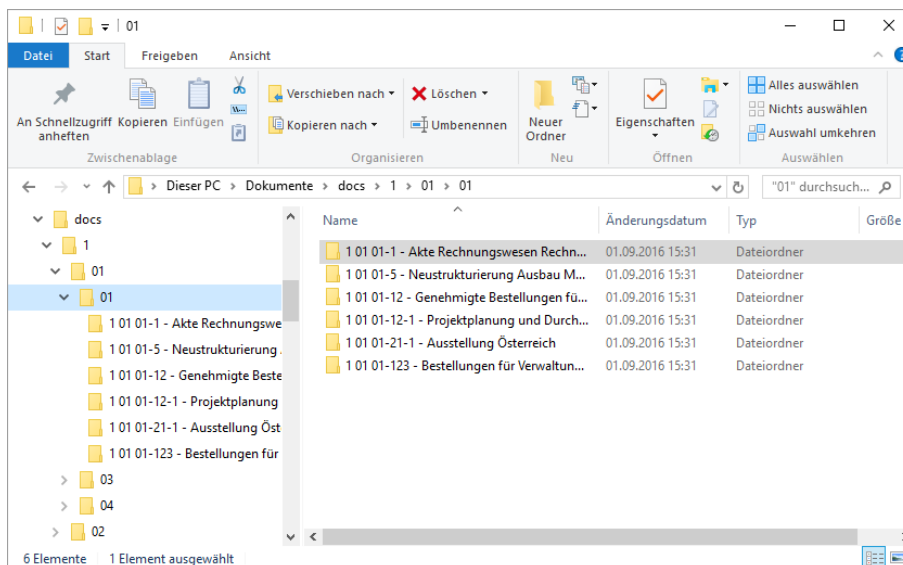 01
Datei Start Freigeben Ansicht
An Schnellzugriff anheften Kopieren Einfügen
Zwischenablage
Verschieben nach Löschen
Kopieren nach Umbenennen
Organisieren
Neuer Ordner
Neu
Eigenschaften
Öffnen
Alles auswählen
Nichts auswählen
Auswahl umkehren
Auswählen
Dieser PC > Dokumente > docs > 1 > 01 > 01
"01" durchsuch...
docs
1
01
01
1 01 01-1 - Akte Rechnungswe
1 01 01-5 - Neustrukturierung
1 01 01-12 - Genehmigte Beste
1 01 01-12-1 - Projektplanung
1 01 01-21-1 - Ausstellung Öst
1 01 01-123 - Bestellungen für
03
04
02
Name Änderungsdatum Typ Größe
1 01 01-1 - Akte Rechnungswesen Rechn... 01.09.2016 15:31 Dateiordner
1 01 01-5 - Neustrukturierung Ausbau M... 01.09.2016 15:31 Dateiordner
1 01 01-12 - Genehmigte Bestellungen fü... 01.09.2016 15:31 Dateiordner
1 01 01-12-1 - Projektplanung und Durch... 01.09.2016 15:31 Dateiordner
1 01 01-21-1 - Ausstellung Österreich 01.09.2016 15:31 Dateiordner
1 01 01-123 - Bestellungen für Verwaltun... 01.09.2016 15:31 Dateiordner
6 Elemente 1 Element ausgewählt